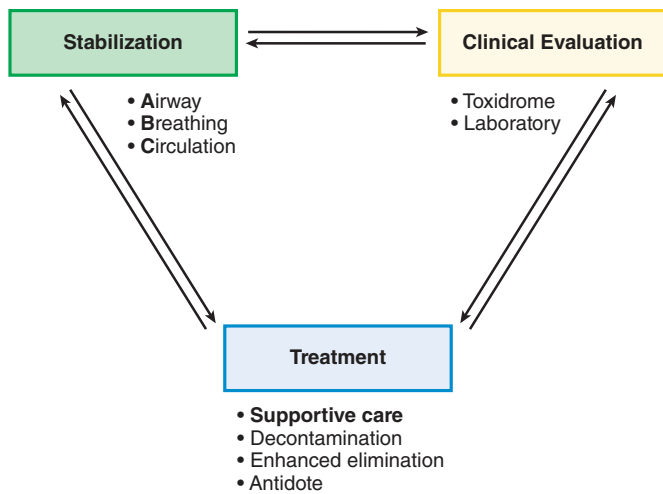 Stabilization
Clinical Evaluation
• Airway
• Breathing
• Circulation
• Toxidrome
• Laboratory
Treatment
• Supportive care
• Decontamination
• Enhanced elimination
• Antidote